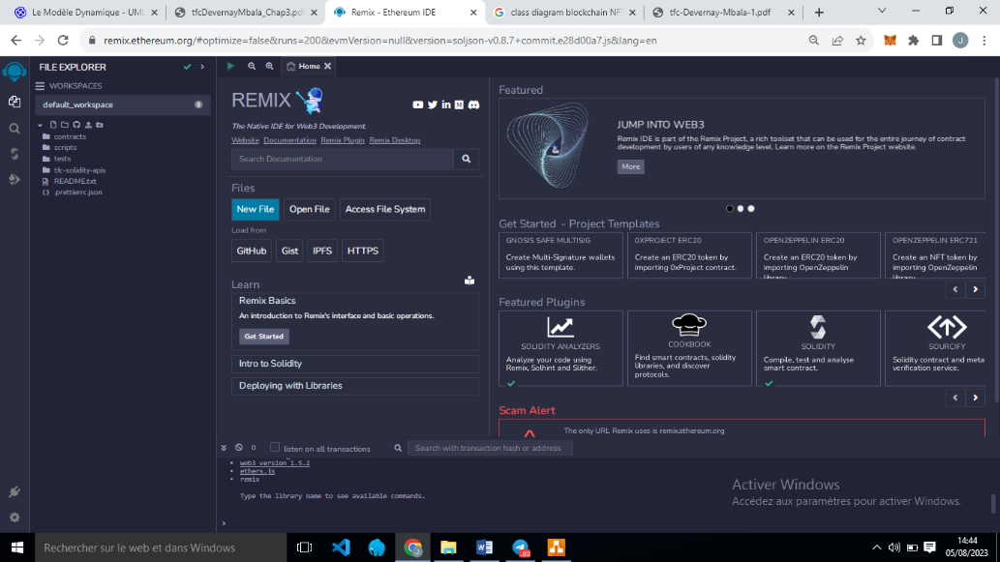 Le Modèle Dynamique - UML
tfcDevernayMbala_Chap3.pdf
Remix - Ethereum IDE
class diagram blockchain NF
tfc-Devernay-Mbala-1.pdf
remix.ethereum.org/#optimize=false&runs=200&evmVersion=null&version=soljson-v0.8.7+commit.e28d00a7.js&lang=en
J
FILE EXPLORER
WORKSPACES
default_workspace
contracts
scripts
tests
tfc-solidity-apis
README.txt
.prettierrc.json
Home
REMIX
The Native IDE for Web3 Development.
Website Documentation Remix Plugin Remix Desktop
Search Documentation
Files
New File Open File Access File System
Load from
GitHub Gist IPFS HTTPS
Learn
Remix Basics
An introduction to Remix's interface and basic operations.
Get Started
Intro to Solidity
Deploying with Libraries
Featured
JUMP INTO WEB3
Remix IDE is part of the Remix Project, a rich toolset that can be used for the entire journey of contract
development by users of any knowledge level. Learn more on the Remix Project website.
More
Get Started - Project Templates
GNOSIS SAFE MULTISIG
Create Multi-Signature wallets
using this template.
0XPROJECT ERC20
Create an ERC20 token by
importing 0xProject contract.
OPENZEPPELIN ERC20
Create an ERC20 token by
importing OpenZeppelin
library.
OPENZEPPELIN ERC721
Create an NFT token by
importing OpenZeppelin
library.
Featured Plugins
SOLIDITY ANALYZERS
Analyze your code using
Remix, Solhint and Slither.
COOKBOOK
Find smart contracts, solidity
libraries, and discover
protocols.
SOLIDITY
Compile, test and analyse
smart contract.
SOURCIFY
Solidity contract and meta
verification service.
Scam Alert
The only URL Remix uses is remix.ethereum.org
0 listen on all transactions
Search with transaction hash or address
web3 version 1.5.2
ethers.js
remix
Type the library name to see available commands.
>
Activer Windows
Accédez aux paramètres pour activer Windows.
Rechercher sur le web et dans Windows
14:44
05/08/2023